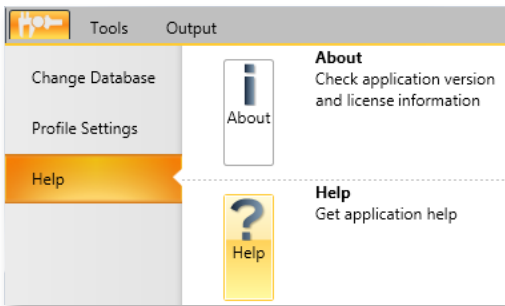 Tools Output
Change Database
Profile Settings
Help
About
About
Check application version
and license information
Help
Help
Get application help